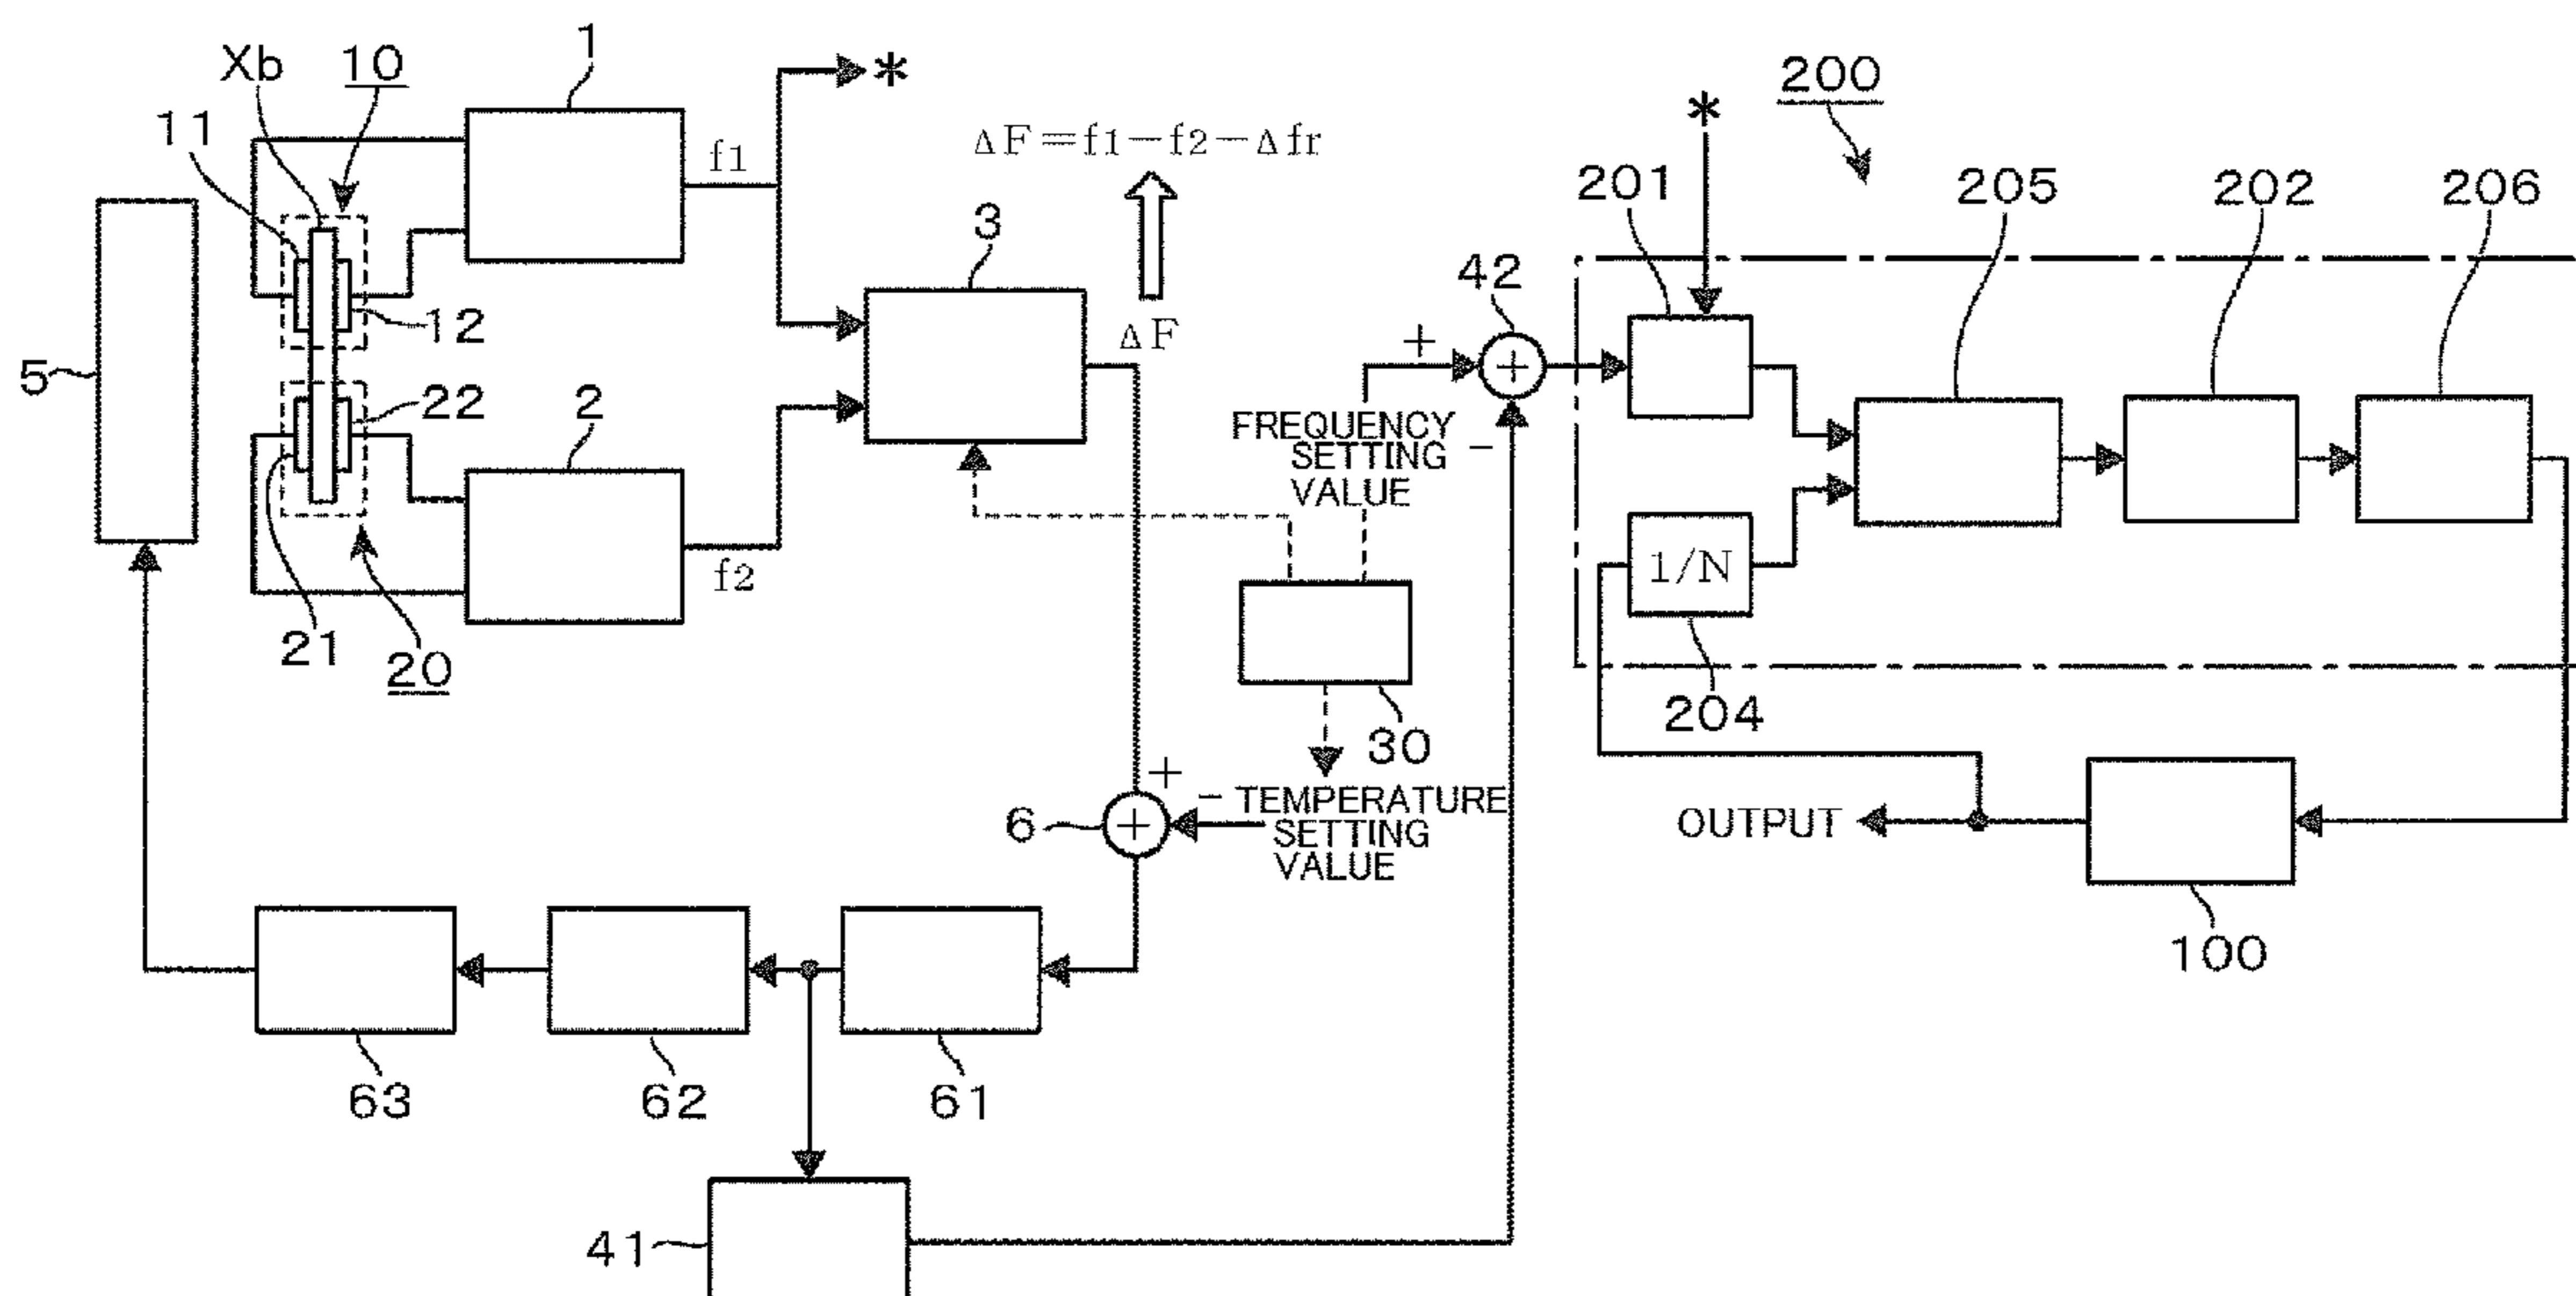 Xb
10
1
*
11
f1
ΔF=f1-f2-Δfr
*
200
201
205
202
206
3
42
12
ΔF
+
+
5
22
2
FREQUENCY
SETTING
VALUE
-
f2
1/N
21
20
204
30
+
- TEMPERATURE
SETTING
VALUE
6
+
OUTPUT
100
63
62
61
41